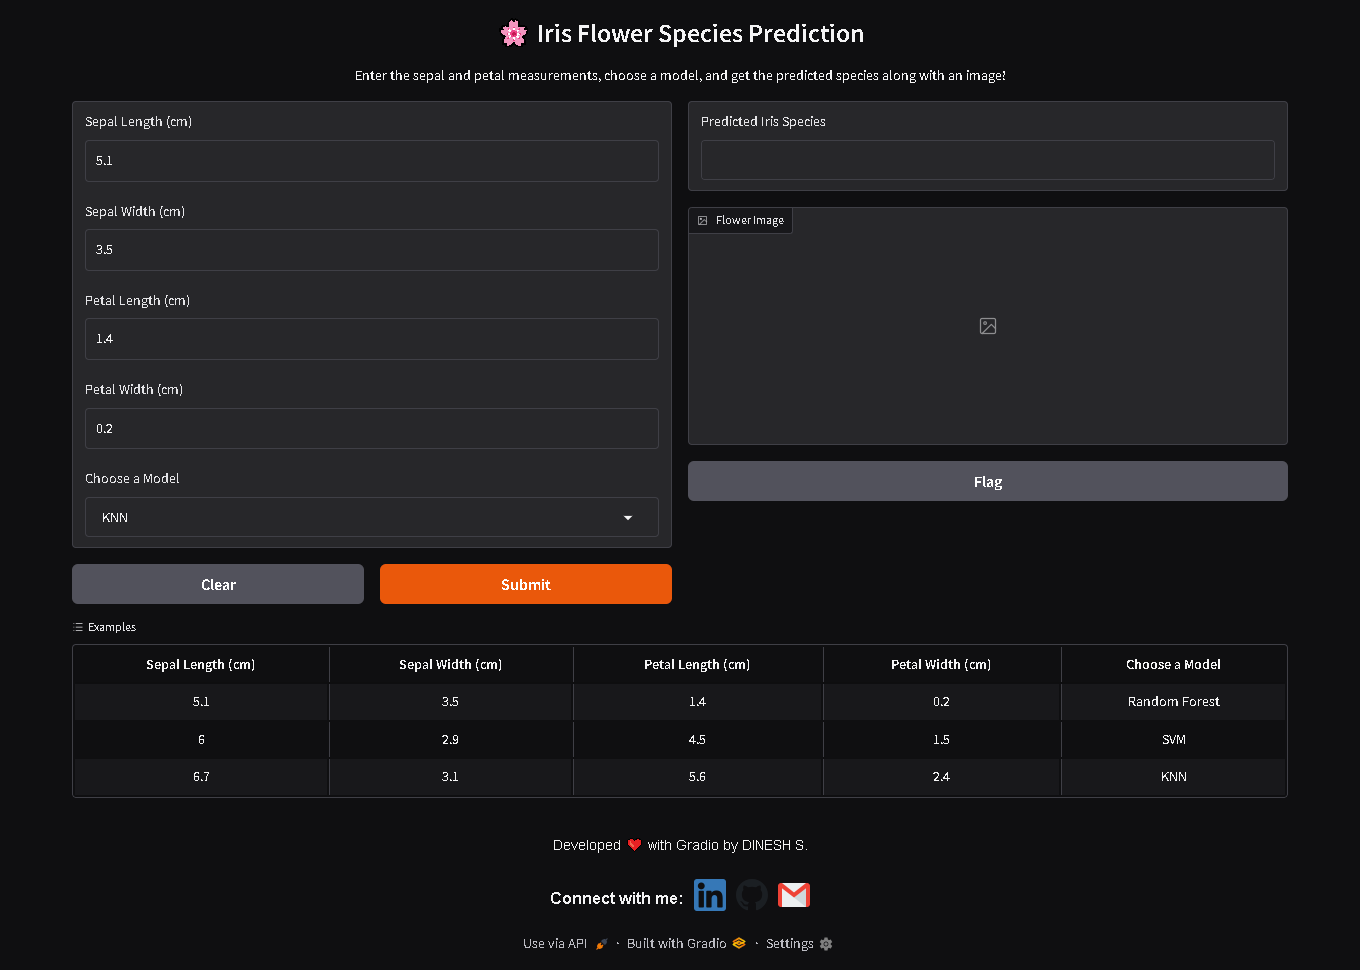 Iris Flower Species Prediction
Enter the sepal and petal measurements, choose a model, and get the predicted species along with an image!
Sepal Length (cm)
5.1
Sepal Width (cm)
3.5
Petal Length (cm)
1.4
Petal Width (cm)
0.2
Choose a Model
KNN
Clear
Submit
Predicted Iris Species
Flower Image
Flag
Examples
Sepal Length (cm) Sepal Width (cm) Petal Length (cm) Petal Width (cm) Choose a Model
5.1 3.5 1.4 0.2 Random Forest
6 2.9 4.5 1.5 SVM
6.7 3.1 5.6 2.4 KNN
Developed ❤️ with Gradio by DINESH S.
Connect with me: in
Use via API · Built with Gradio · Settings